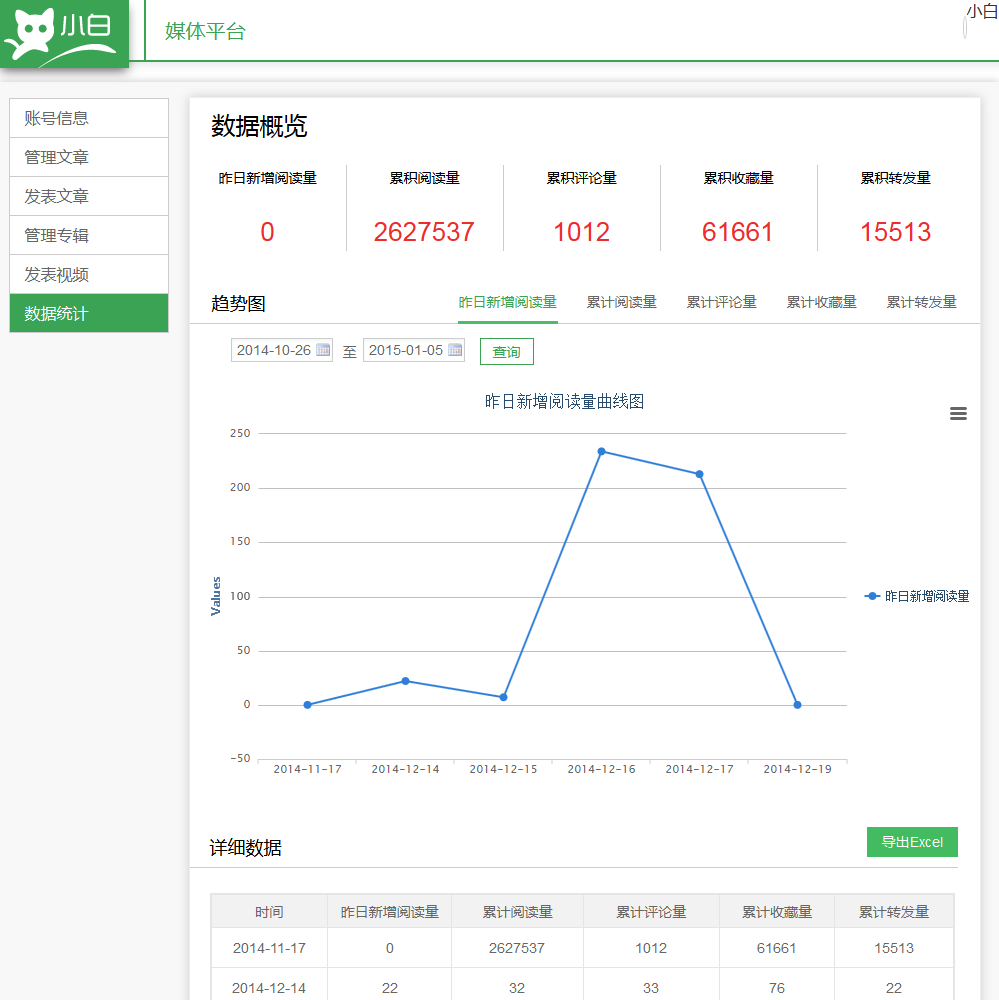 小白
媒体平台
小白
账号信息
管理文章
发表文章
管理专辑
发表视频
数据统计
数据概览
昨日新增阅读量 累积阅读量 累积评论量 累积收藏量 累积转发量
0 2627537 1012 61661 15513
趋势图 昨日新增阅读量 累计阅读量 累计评论量 累计收藏量 累计转发量
2014-10-26 至 2015-01-05 查询
昨日新增阅读量曲线图
250
200
150
100
50
0
-50
Values
2014-11-17 2014-12-14 2014-12-15 2014-12-16 2014-12-17 2014-12-19
昨日新增阅读量
详细数据 导出Excel
时间 昨日新增阅读量 累计阅读量 累计评论量 累计收藏量 累计转发量
2014-11-17 0 2627537 1012 61661 15513
2014-12-14 22 32 33 76 22